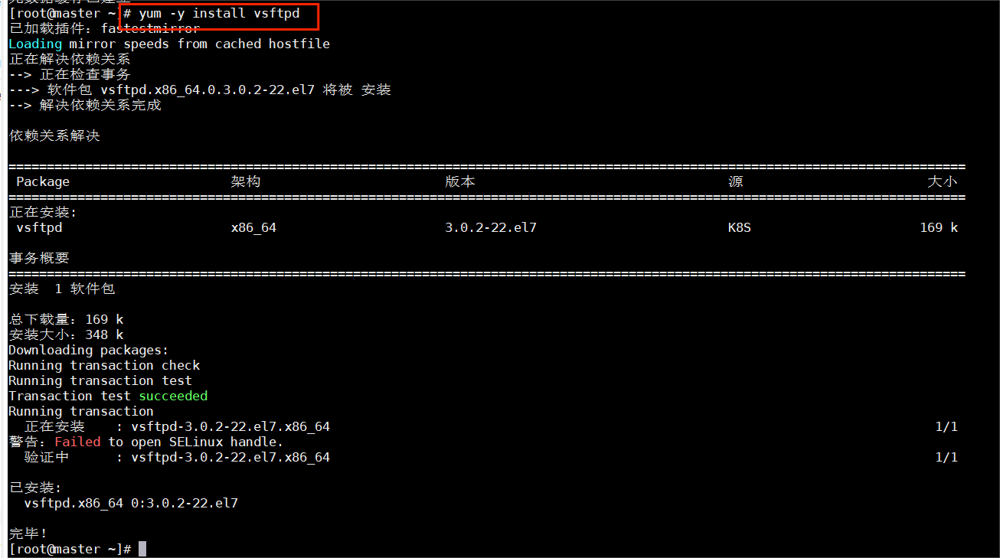 [root@master ~]# yum -y install vsftpd
已加载插件：fastestmirror
Loading mirror speeds from cached hostfile
正在解决依赖关系
--> 正在检查事务
---> 软件包 vsftpd.x86_64.0.3.0.2-22.el7 将被 安装
--> 解决依赖关系完成
依赖关系解决
================================================================================
Package 架构 版本 源 大小
================================================================================
正在安装:
vsftpd x86_64 3.0.2-22.el7 K8S 169 k
事务概要
================================================================================
安装 1 软件包
总下载量：169 k
安装大小：348 k
Downloading packages:
Running transaction check
Running transaction test
Transaction test succeeded
Running transaction
正在安装 : vsftpd-3.0.2-22.el7.x86_64 1/1
警告：Failed to open SELinux handle.
验证中 : vsftpd-3.0.2-22.el7.x86_64 1/1
已安装:
vsftpd.x86_64 0:3.0.2-22.el7
完毕！
[root@master ~]#